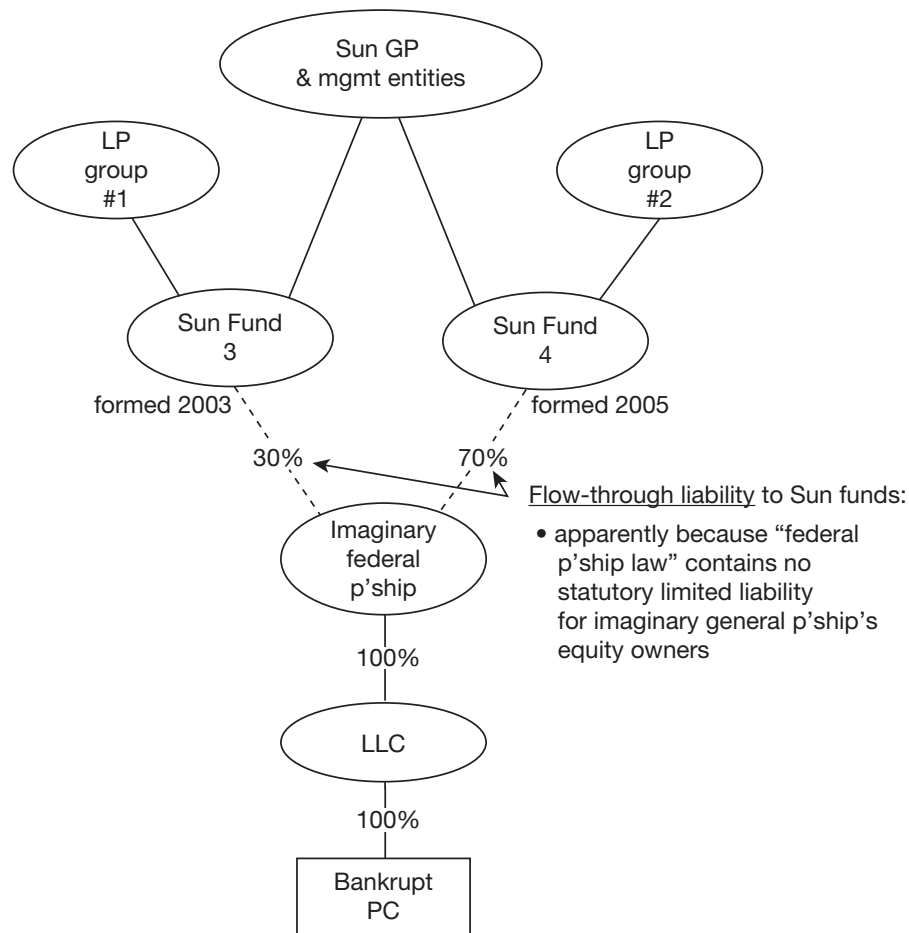 Sun GP
& mgmt entities
LP
group
#1
LP
group
#2
Sun Fund
3
Sun Fund
4
formed 2003
formed 2005
30%
70%
Flow-through liability to Sun funds:
• apparently because “federal
p’ship law” contains no
statutory limited liability
for imaginary general p’ship’s
equity owners
Imaginary
federal
p’ship
100%
LLC
100%
Bankrupt
PC